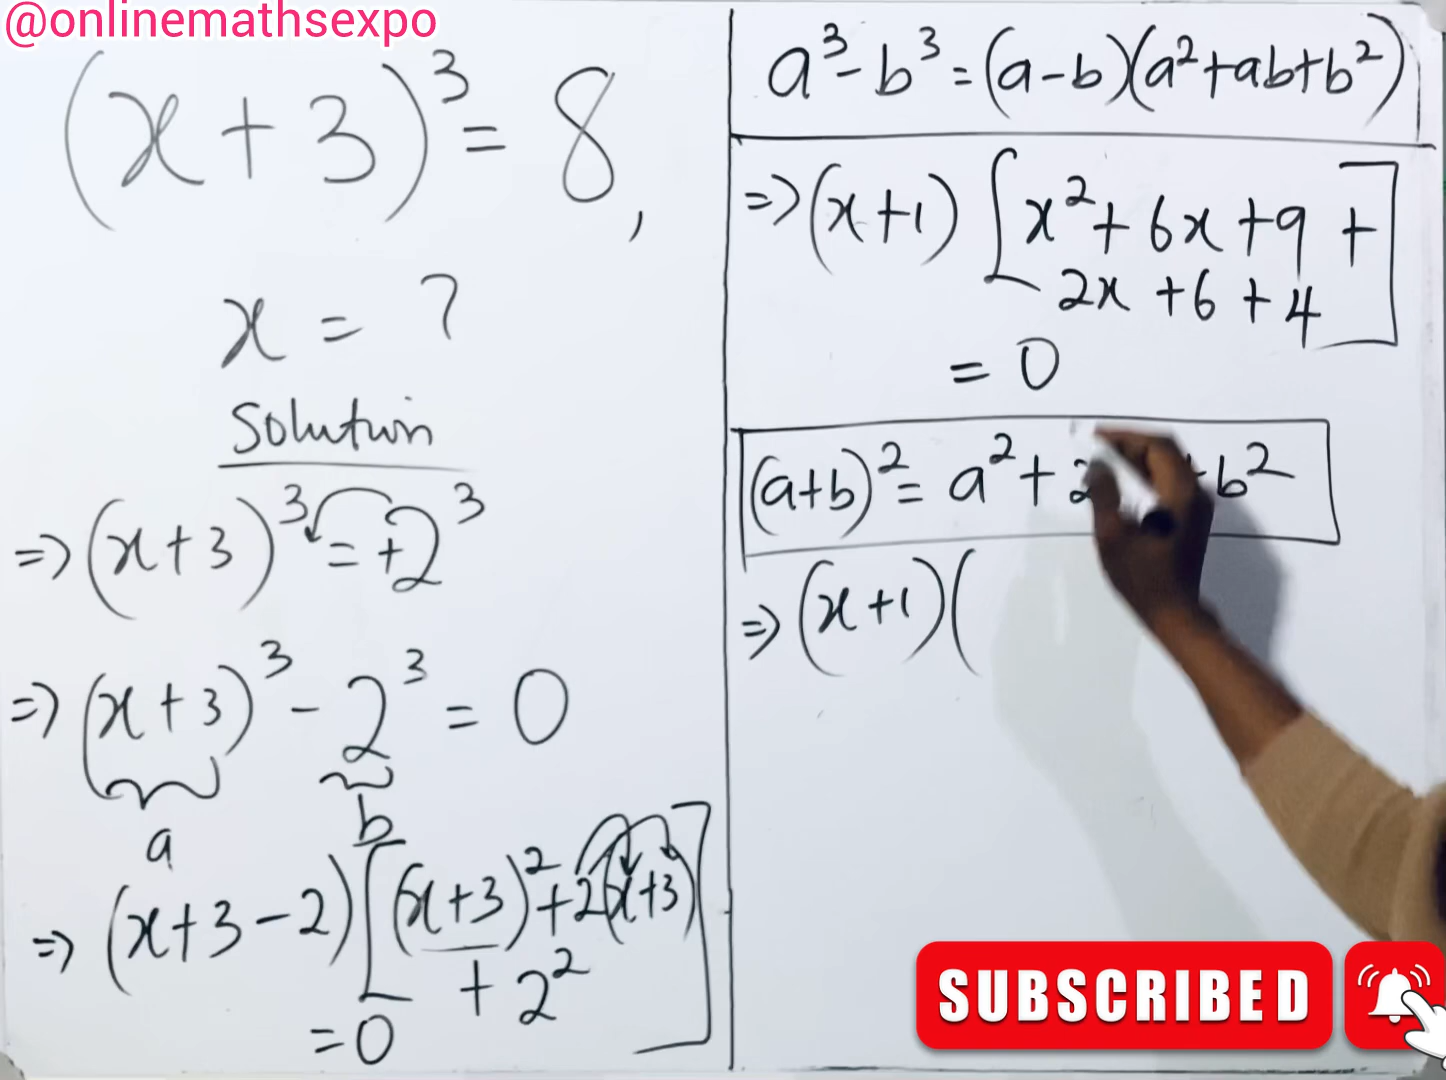 @onlinemathsexpo
(x+3)³=8,
x=?
Solution
=>(x+3)³=+2³
=>(x+3)³-2³=0
a b
=>(x+3-2)[(x+3)²+2(x+3)
+2²]
=0
a³-b³=(a-b)(a²+ab+b²)
=>(x+1)[x²+6x+9+
2x+6+4]
=0
(a+b)²=a²+2 +b²
=>(x+1)(
SUBSCRIBED